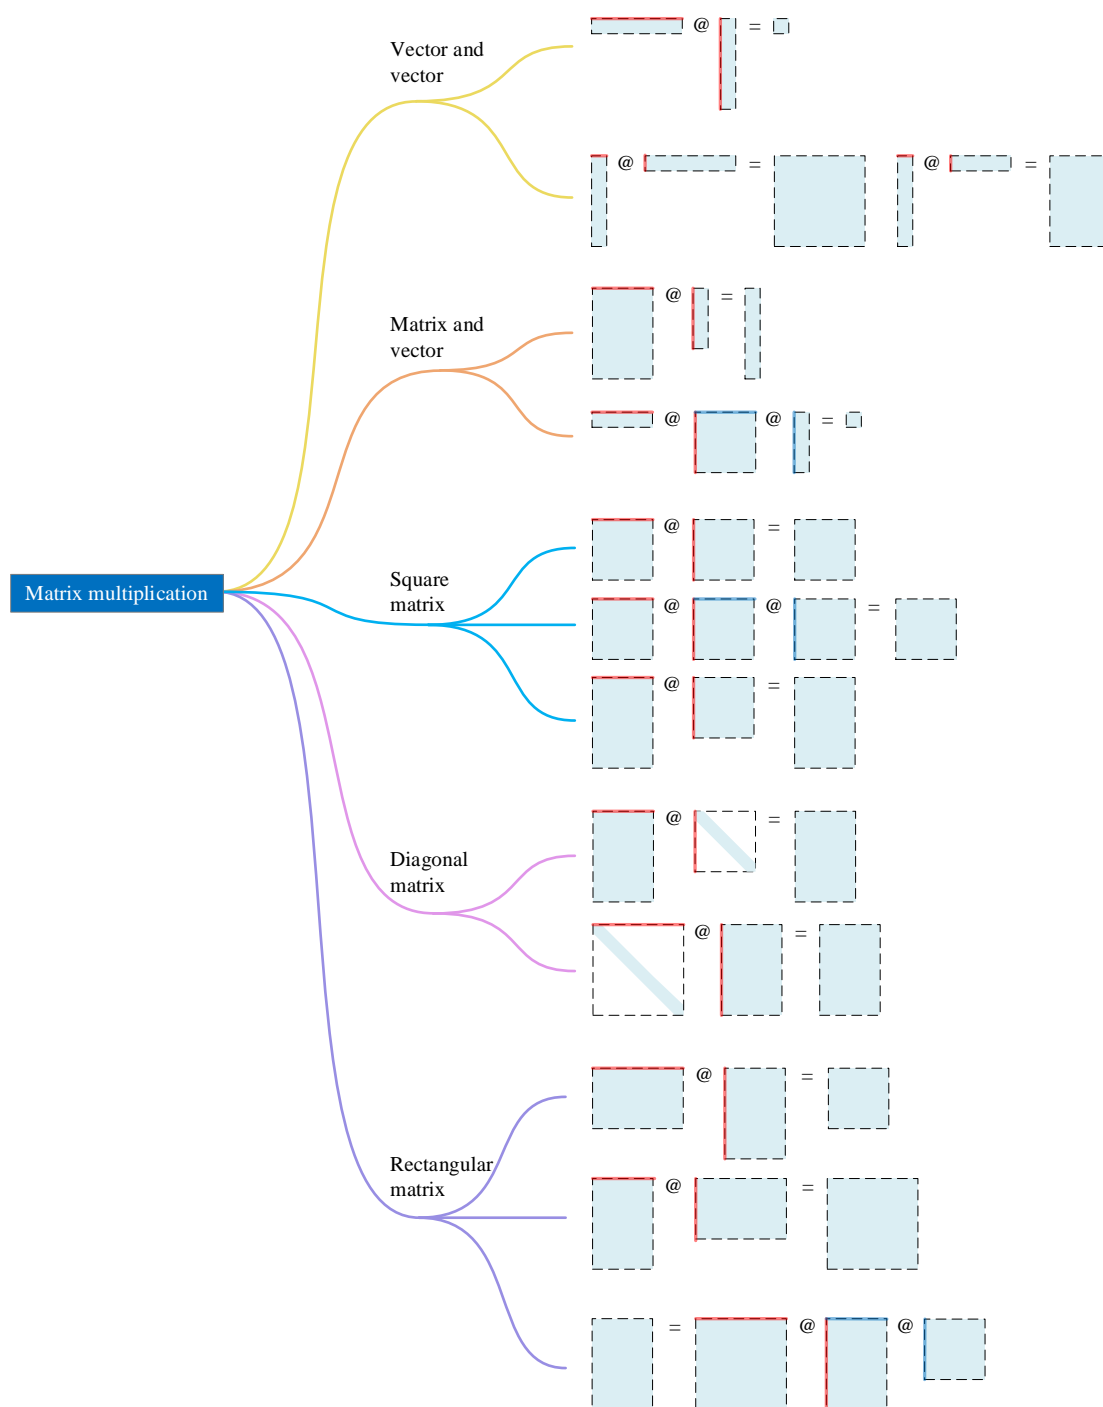 @ =
Vector and
vector
@ = @ =
@ =
Matrix and
vector
@ @ =
@ =
Matrix multiplication
Square
matrix
@ @ =
@ =
@ =
Diagonal
matrix
@ =
@ =
Rectangular
matrix
@ =
= @ @